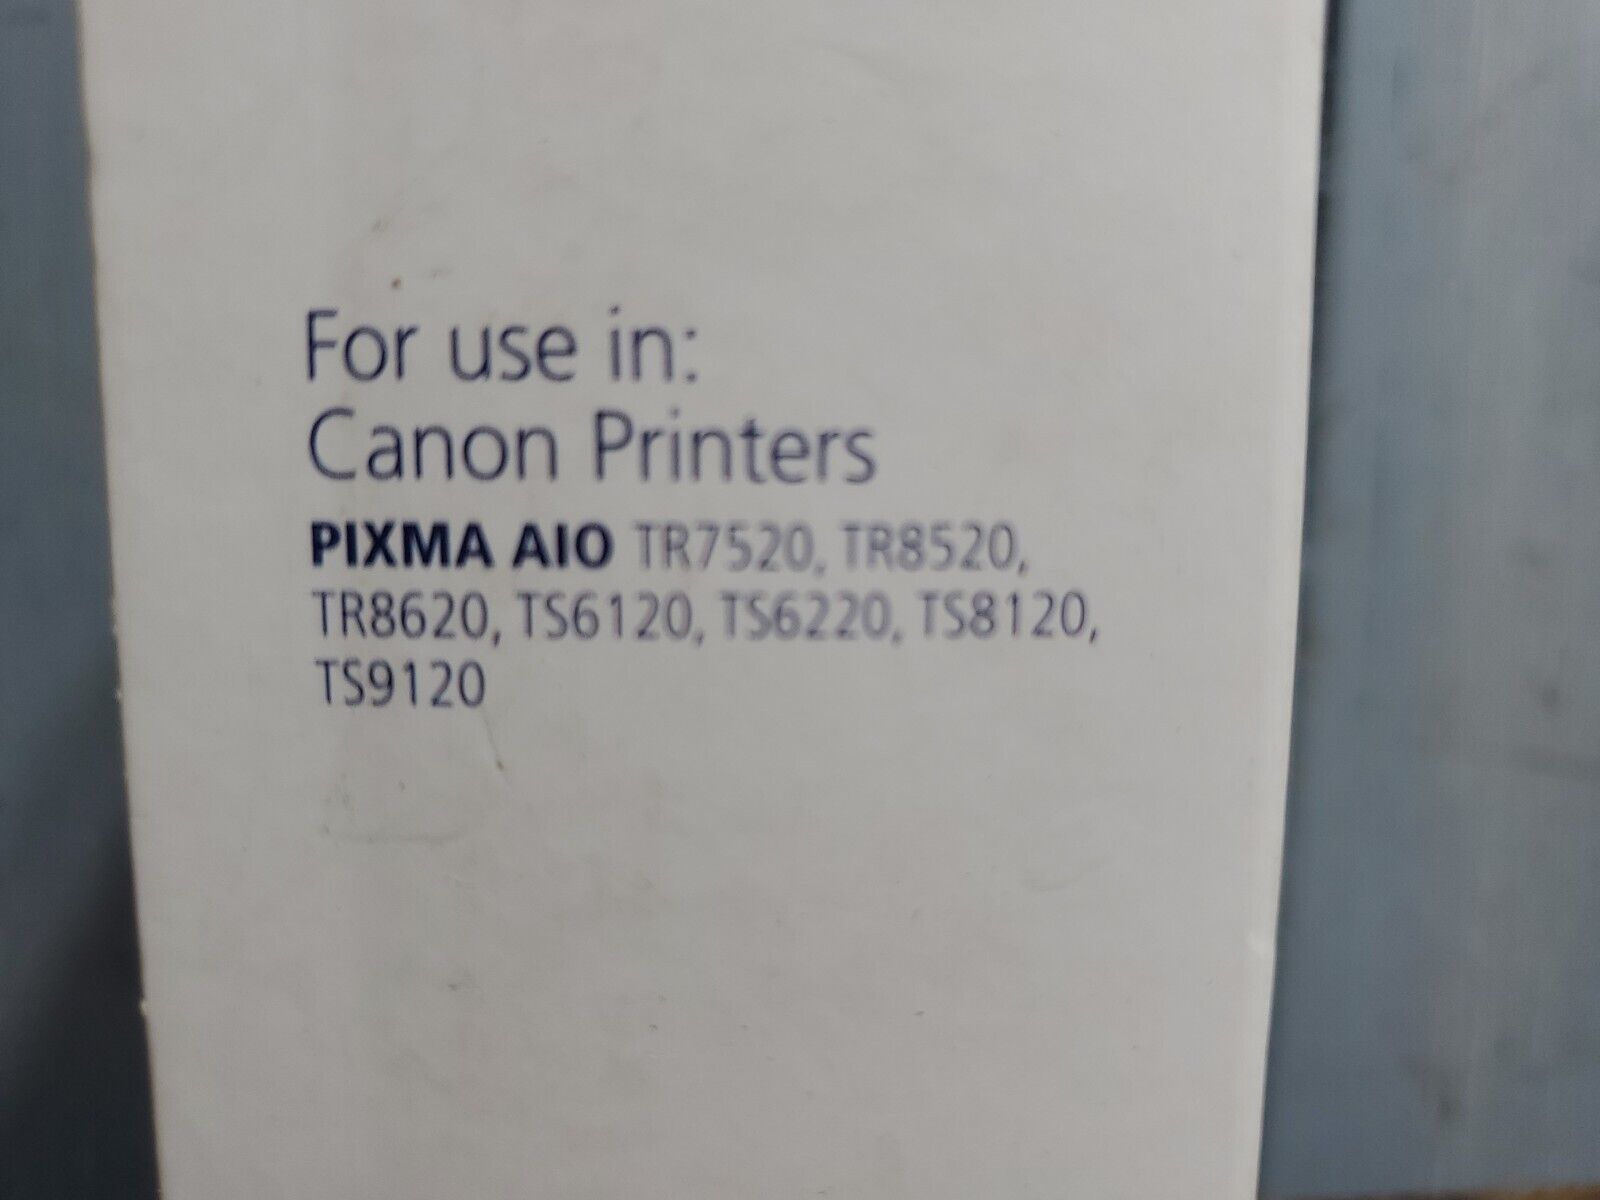 For use in:
Canon Printers
PIXMA AIO TR7520, TR8520,
TR8620, TS6120, TS6220, TS8120,
TS9120